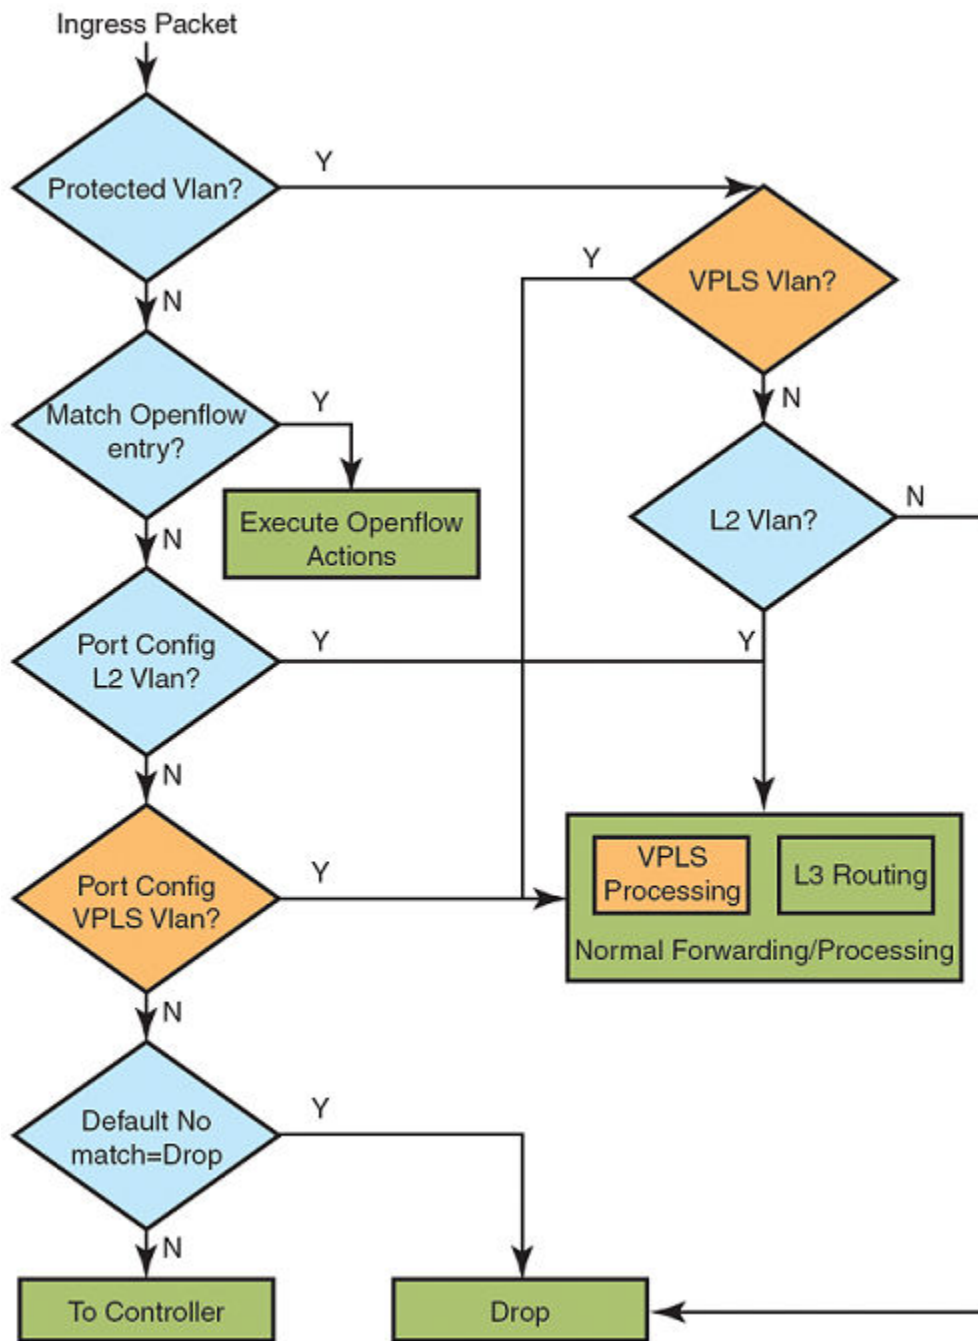 Ingress Packet
Y
Protected Vlan?
Y
VPLS Vlan?
N
N
Match Openflow
entry?
Y
Execute Openflow
Actions
L2 Vlan?
N
N
Port Config
L2 Vlan?
Y
Y
N
Port Config
VPLS Vlan?
Y
VPLS
Processing
L3 Routing
Normal Forwarding/Processing
N
Default No
match=Drop
Y
N
To Controller
Drop